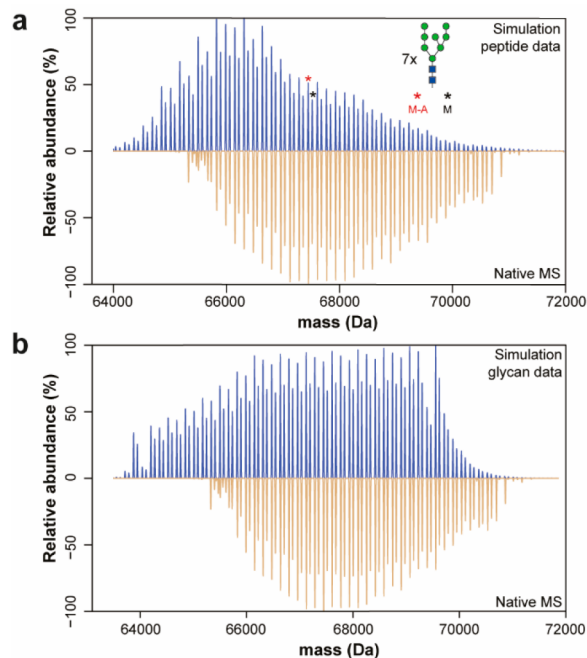 a
Simulation
peptide data
7x
* *
M-A M
Relative abundance (%)
100
50
0
−50
−100
* 
*
Native MS
64000 66000 68000 70000 72000
mass (Da)
b
Simulation
glycan data
Relative abundance (%)
100
50
0
−50
−100
Native MS
64000 66000 68000 70000 72000
mass (Da)